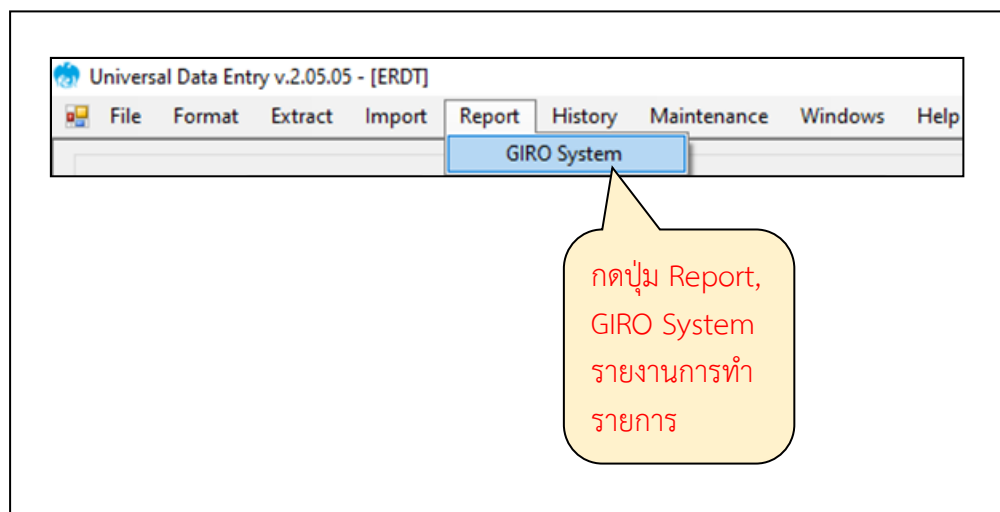 Universal Data Entry v.2.05.05 - [ERDT]
File Format Extract Import Report History Maintenance Windows Help
GIRO System
กดปุ่ม Report,
GIRO System
รายงานการทำ
รายการ